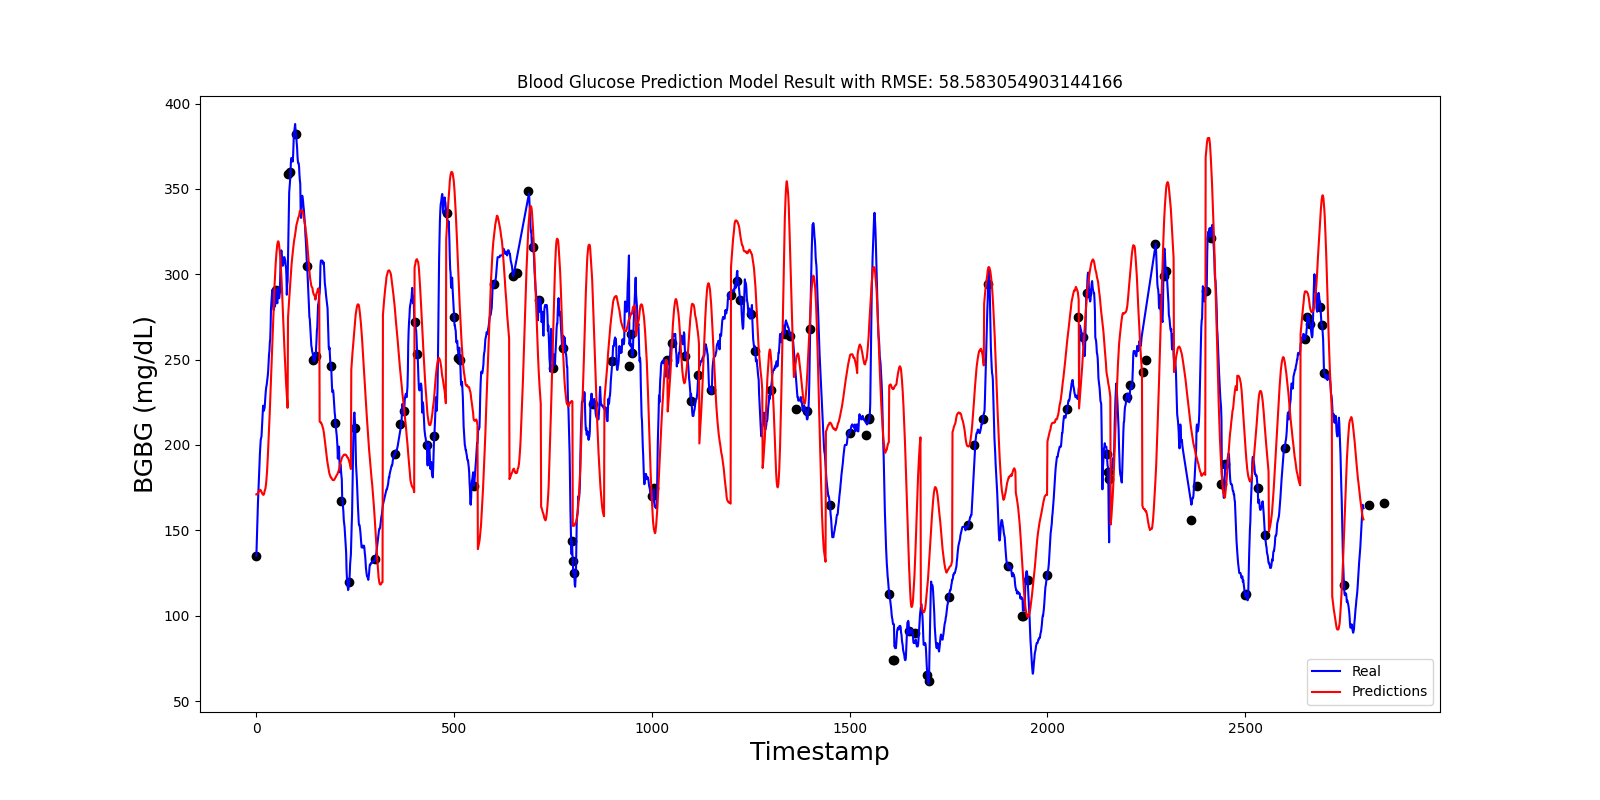 Blood Glucose Prediction Model Result with RMSE: 58.583054903144166
400
350
300
250
200
150
100
50
BGBG (mg/dL)
0 500 1000 1500 2000 2500
Timestamp
Real
Predictions